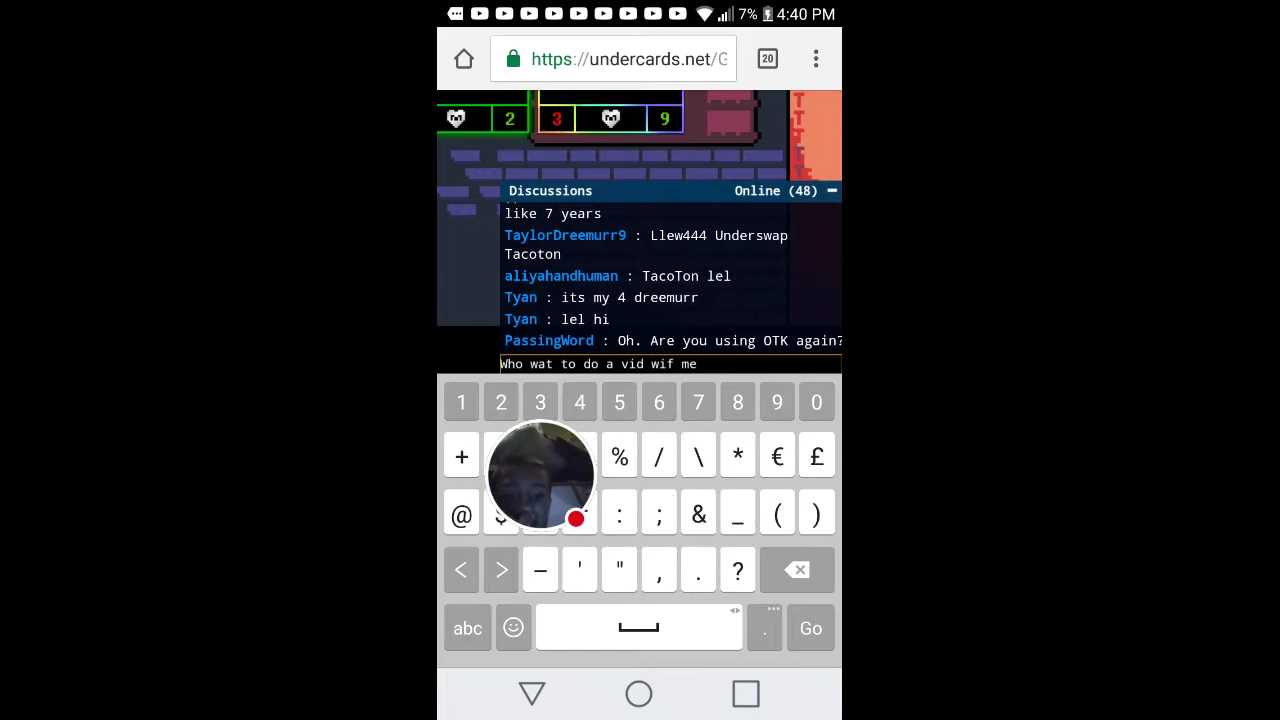 7% 4:40 PM
https://undercards.net/G
20
2
3
9
T
T
T
T
T
Discussions Online (48)
like 7 years
TaylorDreemurr9 : Llew444 Underswap
Tacoton
aliyahandhuman : TacoTon lel
Tyan : its my 4 dreemurr
Tyan : lel hi
PassingWord : Oh. Are you using OTK again?
Who wat to do a vid wif me
1 2 3 4 5 6 7 8 9 0
+ % / \ * € £
@ $ : ; & _ ( )
< > – ' " , . ?
abc . Go